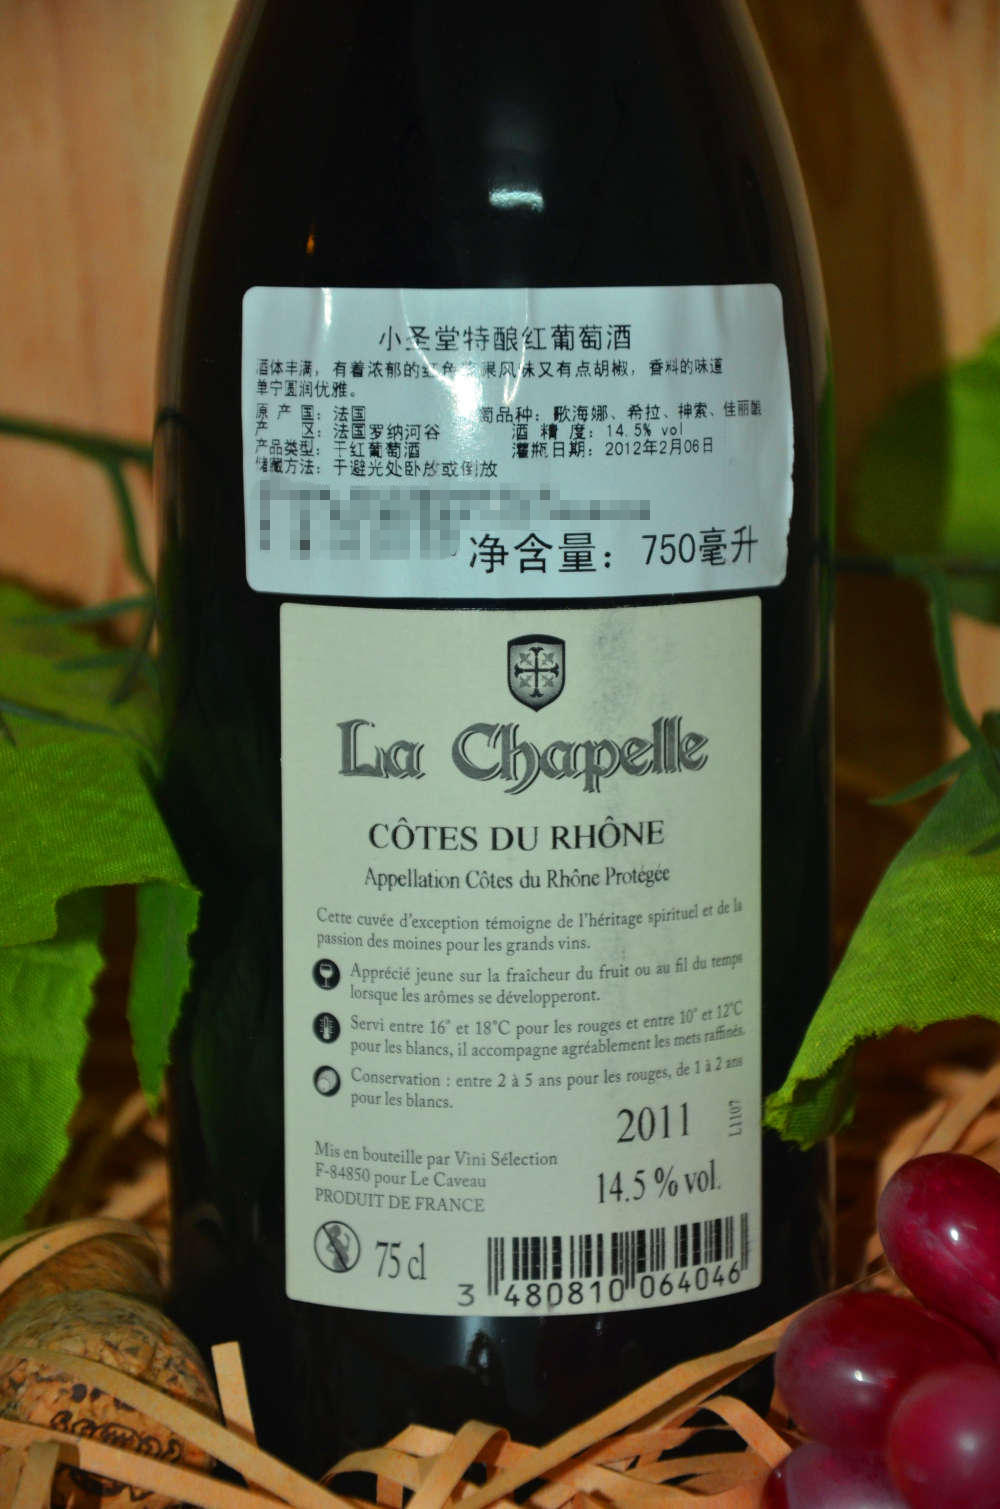 小圣堂特酿红葡萄酒
酒体丰满，有着浓郁的红色 果风味又有点胡椒，香料的味道
单宁圆润优雅。
原 产 国：法国 萄品种：歌海娜、希拉、神索、佳丽酿
产 区：法国罗纳河谷 酒 精 度：14.5% vol
产品类型：干红葡萄酒 灌瓶日期：2012年2月06日
储藏方法：于避光处卧放或倒放
净含量：750毫升
La Chapelle
CÔTES DU RHÔNE
Appellation Côtes du Rhône Protégée
Cette cuvée d'exception témoigne de l'héritage spirituel et de la
passion des moines pour les grands vins.
Apprécié jeune sur la fraîcheur du fruit ou au fil du temps
lorsque les arômes se développeront.
Servi entre 16° et 18°C pour les rouges et entre 10° et 12°C
pour les blancs, il accompagne agréablement les mets raffinés.
Conservation : entre 2 à 5 ans pour les rouges, de 1 à 2 ans
pour les blancs.
2011
L1107
Mis en bouteille par Vini Sélection
F-84850 pour Le Caveau
PRODUIT DE FRANCE
14.5 % vol.
75 cl
3 480810 064046